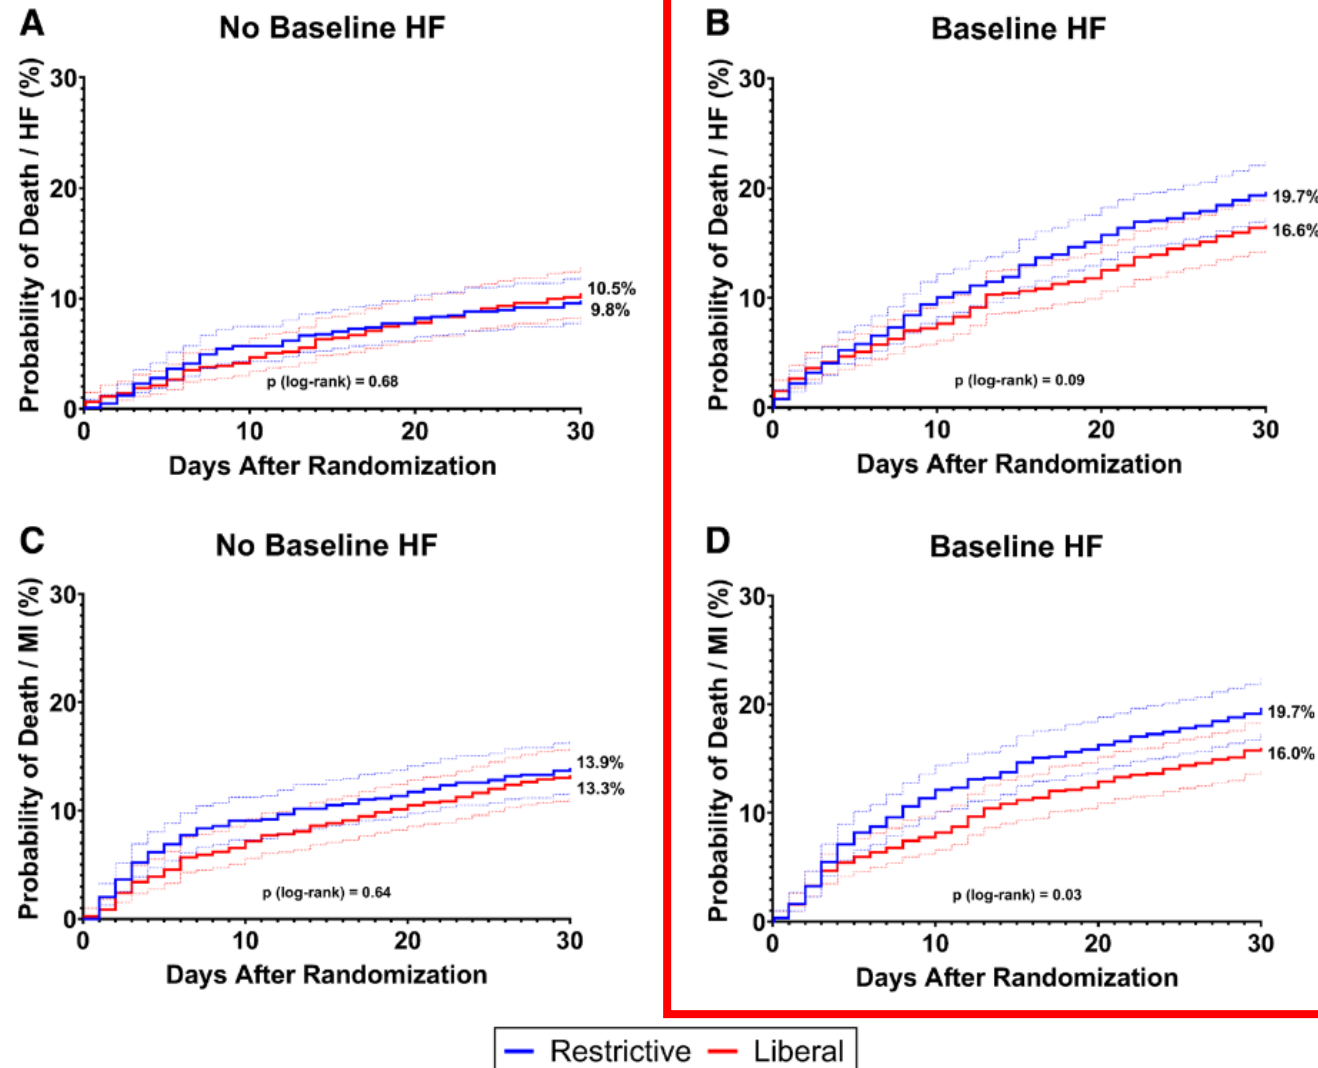 A
No Baseline HF
Probability of Death / HF (%)
30
20
10
0
10.5%
9.8%
p (log-rank) = 0.68
0 10 20 30
Days After Randomization
B
Baseline HF
Probability of Death / HF (%)
30
20
10
0
19.7%
16.6%
p (log-rank) = 0.09
0 10 20 30
Days After Randomization
C
No Baseline HF
Probability of Death / MI (%)
30
20
10
0
13.9%
13.3%
p (log-rank) = 0.64
0 10 20 30
Days After Randomization
D
Baseline HF
Probability of Death / MI (%)
30
20
10
0
19.7%
16.0%
p (log-rank) = 0.03
0 10 20 30
Days After Randomization
Restrictive Liberal